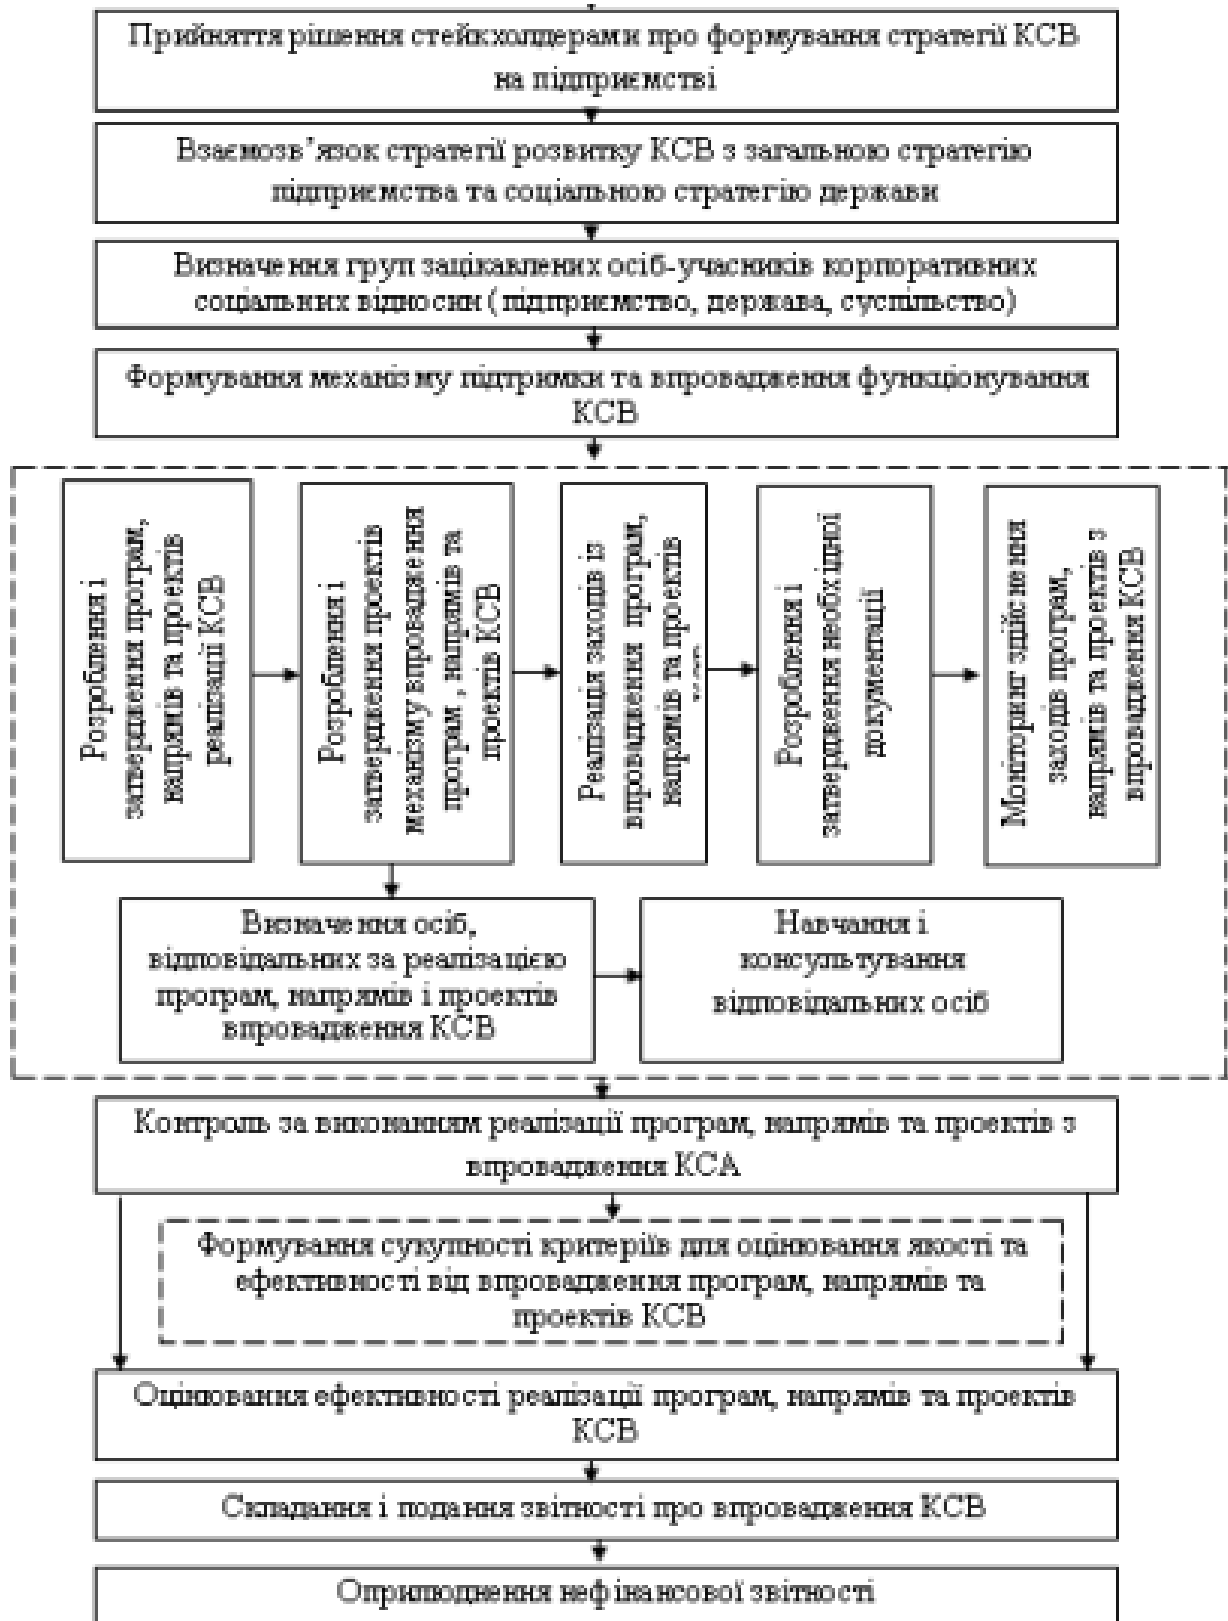 Прийняття рішення стейкхолдерами про формування стратегії КСВ
на підприємстві
Взаємозв’язок стратегії розвитку КСВ з загальною стратегію
підприємства та соціальною стратегію держави
Визначення груп зацікавлених осіб-учасників корпоративних
соціальних відносин (підприємство, держава, суспільство)
Формування механізму підтримки та впровадження функціонування
КСВ
Розроблення і
затвердження програм,
напрямів та проектів
реалізації КСВ
Розроблення і
затвердження проектів
механізму впровадження
програм, напрямів та
проектів КСВ
Реалізація заходів із
впровадження програм,
напрямів та проектів
Розроблення і
затвердження необхідної
документації
Моніторинг здійснення
заходів програм,
напрямів та проектів з
впровадження КСВ
Визначення осіб,
відповідальних за реалізацією
програм, напрямів і проектів
впровадження КСВ
Навчання і
консультування
відповідальних осіб
Контроль за виконанням реалізації програм, напрямів та проектів з
впровадження КСА
Формування сукупності критеріїв для оцінювання якості та
ефективності від впровадження програм, напрямів та
проектів КСВ
Оцінювання ефективності реалізації програм, напрямів та проектів
КСВ
Складання і подання звітності про впровадження КСВ
Оприлюднення нефінансової звітності